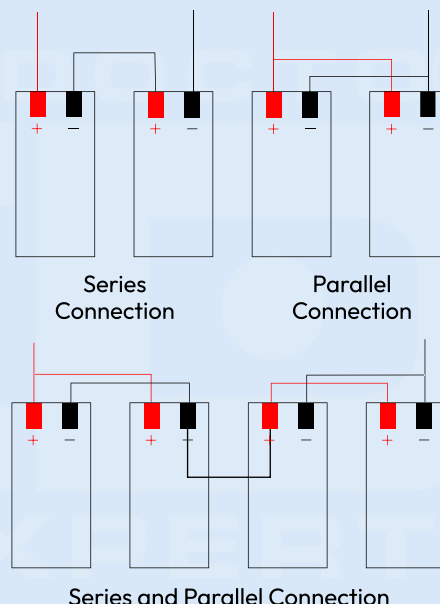 + − + − + − + −
Series
Connection
Parallel
Connection
+ − + − + − + −
Series and Parallel Connection